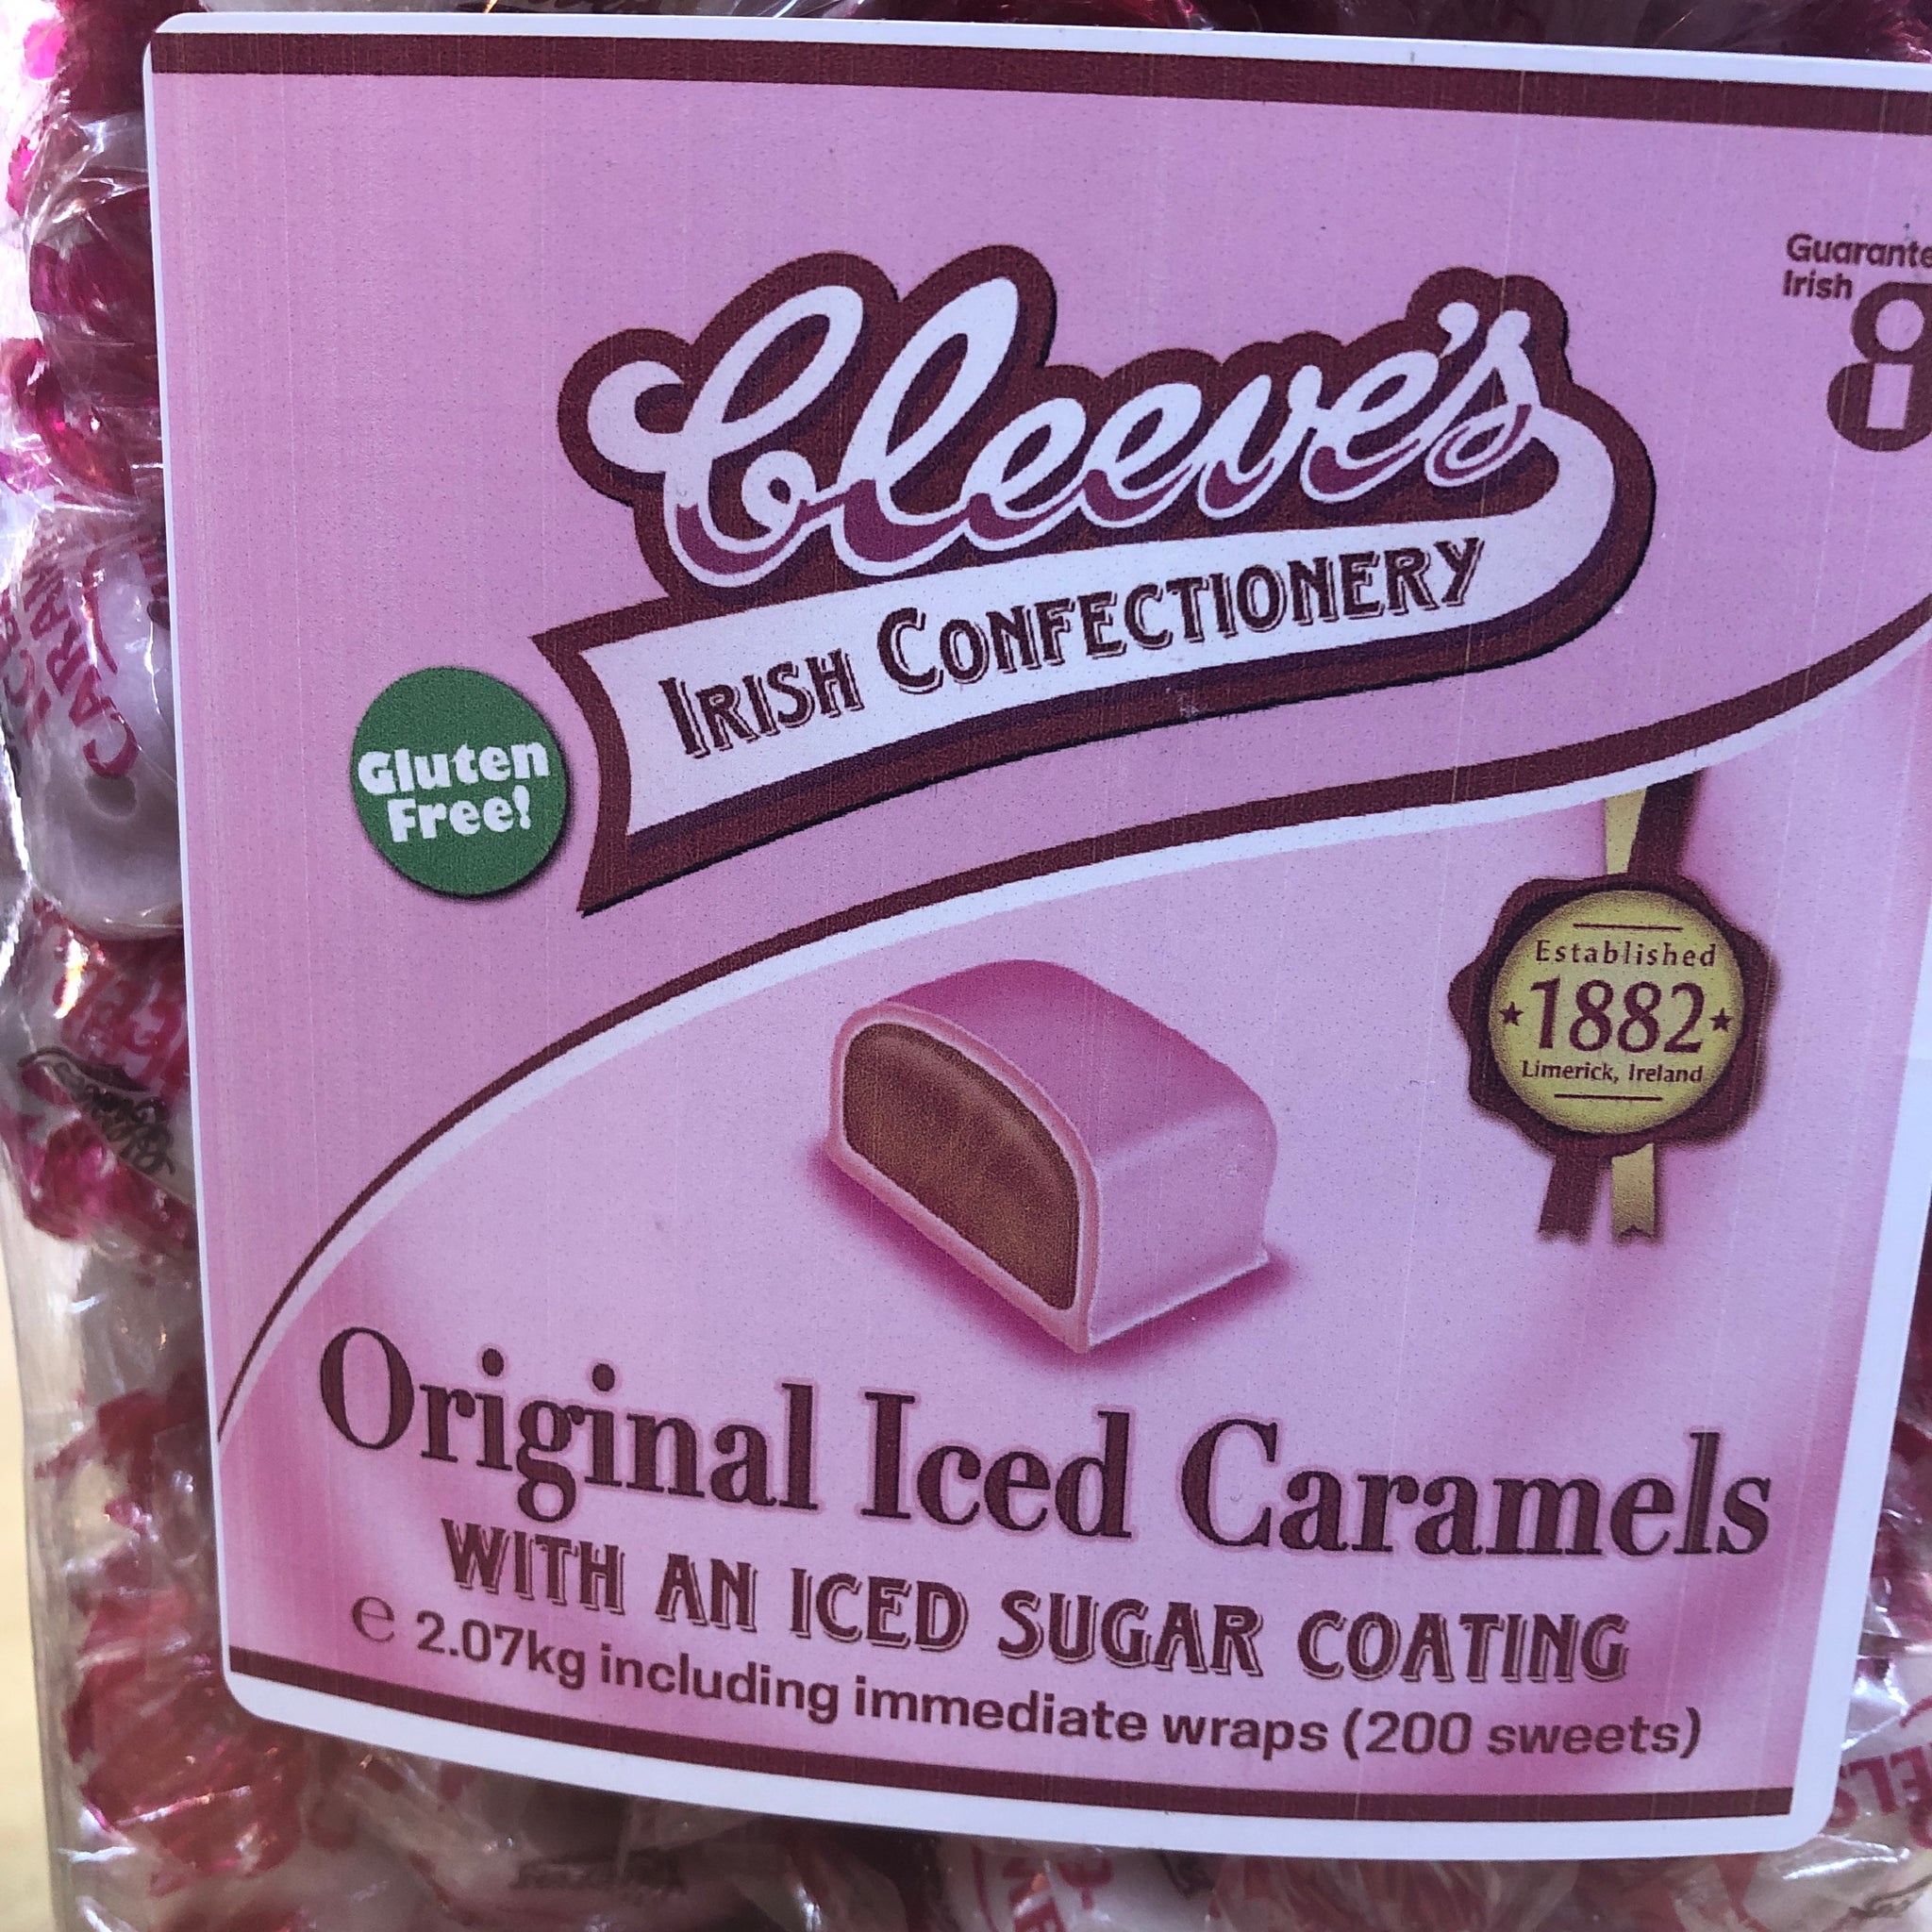 Guarante
Irish
Cleeve's
IRISH CONFECTIONERY
Gluten
Free!
Established
1882
Limerick, Ireland
Original Iced Caramels
WITH AN ICED SUGAR COATING
℮ 2.07kg including immediate wraps (200 sweets)
CARAM